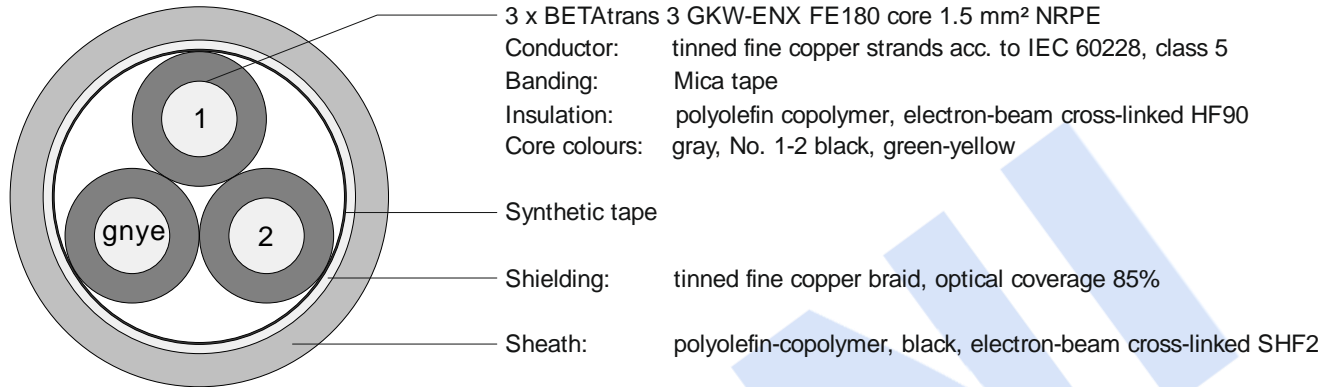 3 x BETAtrans 3 GKW-ENX FE180 core 1.5 mm² NRPE
Conductor: tinned fine copper strands acc. to IEC 60228, class 5
Banding: Mica tape
Insulation: polyolefin copolymer, electron-beam cross-linked HF90
Core colours: gray, No. 1-2 black, green-yellow
1
Synthetic tape
gnye 2
Shielding: tinned fine copper braid, optical coverage 85%
Sheath: polyolefin-copolymer, black, electron-beam cross-linked SHF2